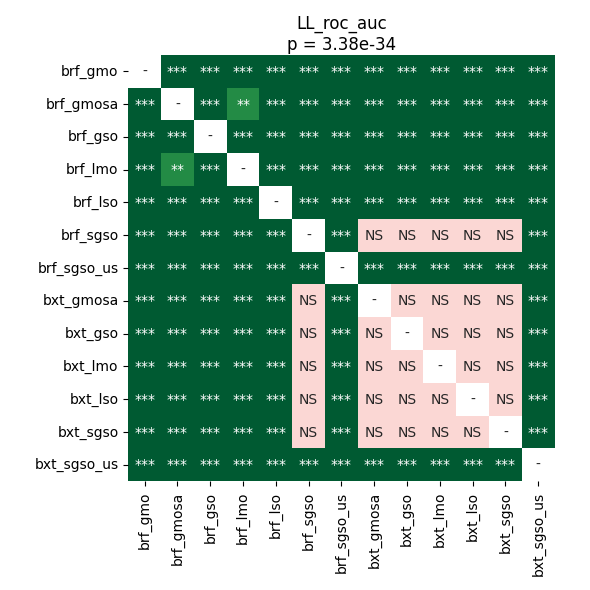 LL_roc_auc
p = 3.38e-34
brf_gmo - *** *** *** *** *** *** *** *** *** *** *** ***
brf_gmosa *** - *** ** *** *** *** *** *** *** *** *** ***
brf_gso *** *** - *** *** *** *** *** *** *** *** *** ***
brf_lmo *** ** *** - *** *** *** *** *** *** *** *** ***
brf_lso *** *** *** *** - *** *** *** *** *** *** *** ***
brf_sgso *** *** *** *** *** - *** NS NS NS NS NS ***
brf_sgso_us *** *** *** *** *** *** - *** *** *** *** *** ***
bxt_gmosa *** *** *** *** *** NS *** - NS NS NS NS ***
bxt_gso *** *** *** *** *** NS *** NS - NS NS NS ***
bxt_lmo *** *** *** *** *** NS *** NS NS - NS NS ***
bxt_lso *** *** *** *** *** NS *** NS NS NS - NS ***
bxt_sgso *** *** *** *** *** NS *** NS NS NS NS - ***
bxt_sgso_us *** *** *** *** *** *** *** *** *** *** *** *** -
brf_gmo
brf_gmosa
brf_gso
brf_lmo
brf_lso
brf_sgso
brf_sgso_us
bxt_gmosa
bxt_gso
bxt_lmo
bxt_lso
bxt_sgso
bxt_sgso_us